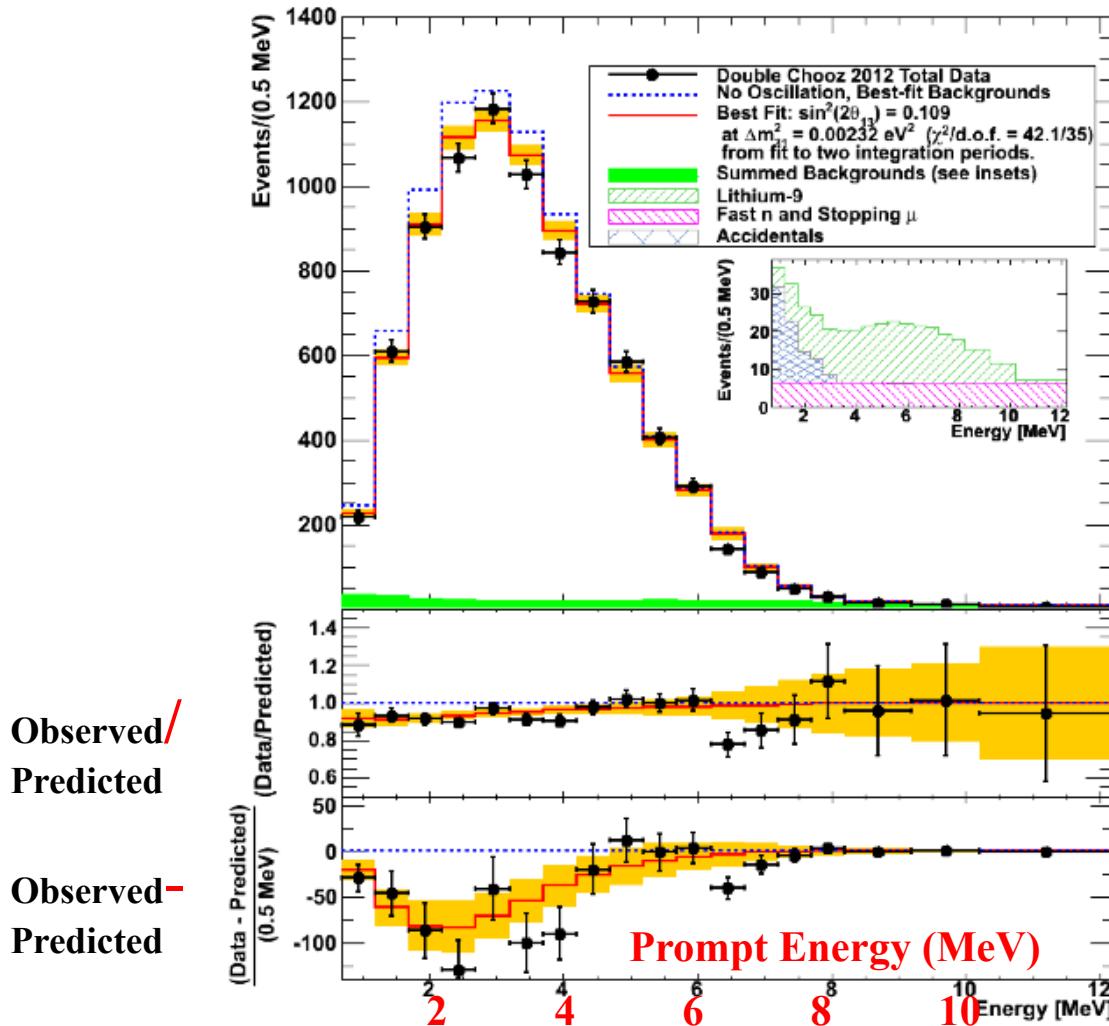 1400
1200
1000
800
600
400
200
Events/(0.5 MeV)
Double Chooz 2012 Total Data
No Oscillation, Best-fit Backgrounds
Best Fit: sin²(2θ₁₃) = 0.109
at Δm²₃₁ = 0.00232 eV² (χ²/d.o.f. = 42.1/35)
from fit to two integration periods.
Summed Backgrounds (see insets)
Lithium-9
Fast n and Stopping μ
Accidentals
Events/(0.5 MeV)
30
20
10
0
2 4 6 8 10 12
Energy [MeV]
Observed/
Predicted
(Data/Predicted)
1.4
1.2
1.0
0.8
0.6
Observed-
Predicted
(Data - Predicted)
(0.5 MeV)
50
0
-50
-100
Prompt Energy (MeV)
2 4 6 8 10 12
Energy [MeV]
2 4 6 8 10